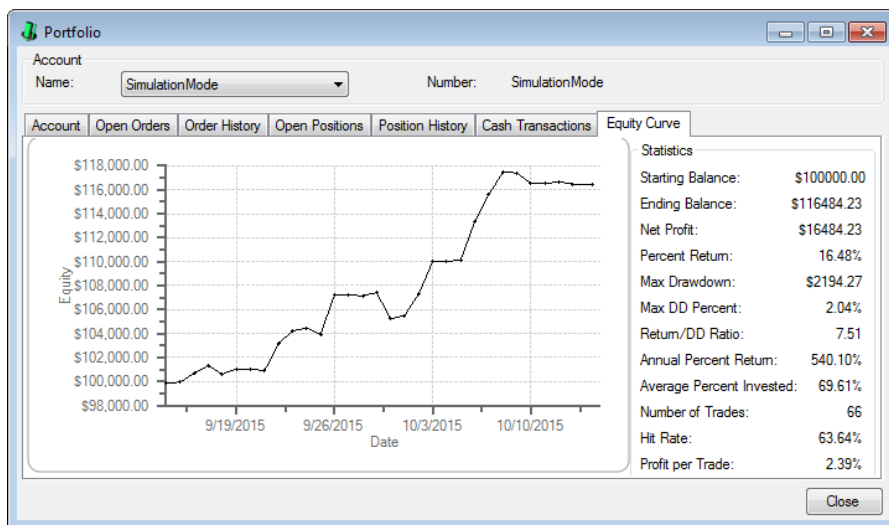 Portfolio
Account
Name: SimulationMode Number: SimulationMode
Account Open Orders Order History Open Positions Position History Cash Transactions Equity Curve
$118,000.00
$116,000.00
$114,000.00
$112,000.00
$110,000.00
$108,000.00
$106,000.00
$104,000.00
$102,000.00
$100,000.00
$98,000.00
Equity
9/19/2015 9/26/2015 10/3/2015 10/10/2015
Date
Statistics
Starting Balance: $100000.00
Ending Balance: $116484.23
Net Profit: $16484.23
Percent Return: 16.48%
Max Drawdown: $2194.27
Max DD Percent: 2.04%
Return/DD Ratio: 7.51
Annual Percent Return: 540.10%
Average Percent Invested: 69.61%
Number of Trades: 66
Hit Rate: 63.64%
Profit per Trade: 2.39%
Close